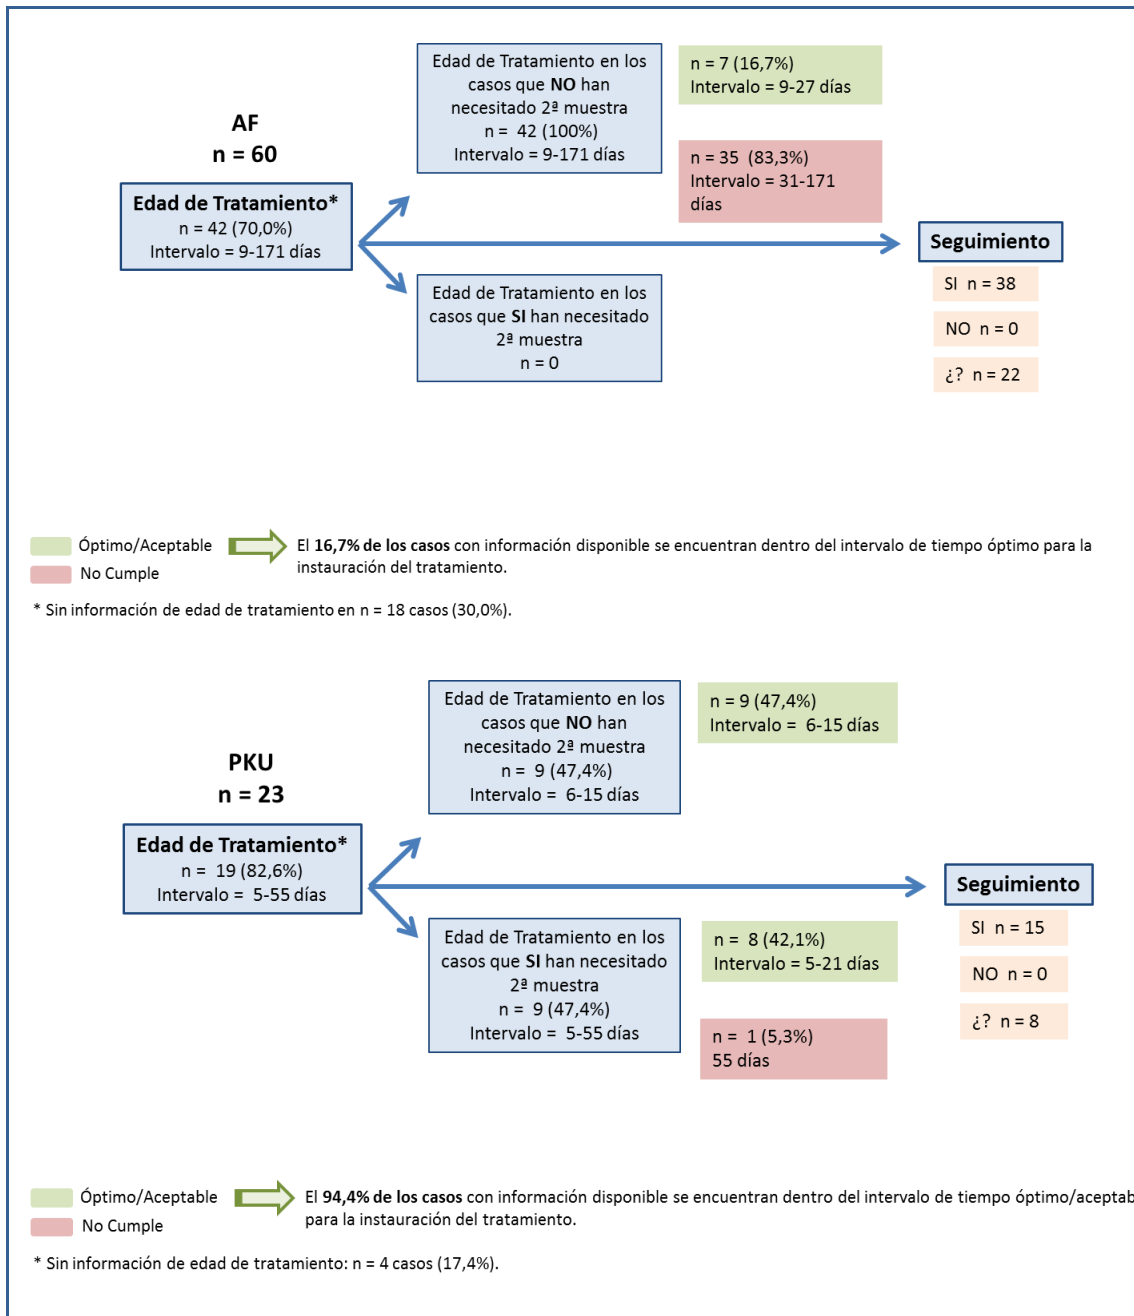 AF
n = 60
Edad de Tratamiento*
n = 42 (70,0%)
Intervalo = 9-171 días
Edad de Tratamiento en los
casos que NO han
necesitado 2ª muestra
n = 42 (100%)
Intervalo = 9-171 días
n = 7 (16,7%)
Intervalo = 9-27 días
n = 35 (83,3%)
Intervalo = 31-171
días
Edad de Tratamiento en los
casos que SI han necesitado
2ª muestra
n = 0
Seguimiento
SI n = 38
NO n = 0
¿? n = 22
Óptimo/Aceptable
No Cumple
El 16,7% de los casos con información disponible se encuentran dentro del intervalo de tiempo óptimo para la
instauración del tratamiento.
* Sin información de edad de tratamiento en n = 18 casos (30,0%).
PKU
n = 23
Edad de Tratamiento*
n = 19 (82,6%)
Intervalo = 5-55 días
Edad de Tratamiento en los
casos que NO han
necesitado 2ª muestra
n = 9 (47,4%)
Intervalo = 6-15 días
n = 9 (47,4%)
Intervalo = 6-15 días
Edad de Tratamiento en los
casos que SI han necesitado
2ª muestra
n = 9 (47,4%)
Intervalo = 5-55 días
n = 8 (42,1%)
Intervalo = 5-21 días
n = 1 (5,3%)
55 días
Seguimiento
SI n = 15
NO n = 0
¿? n = 8
Óptimo/Aceptable
No Cumple
El 94,4% de los casos con información disponible se encuentran dentro del intervalo de tiempo óptimo/aceptab
para la instauración del tratamiento.
* Sin información de edad de tratamiento: n = 4 casos (17,4%).